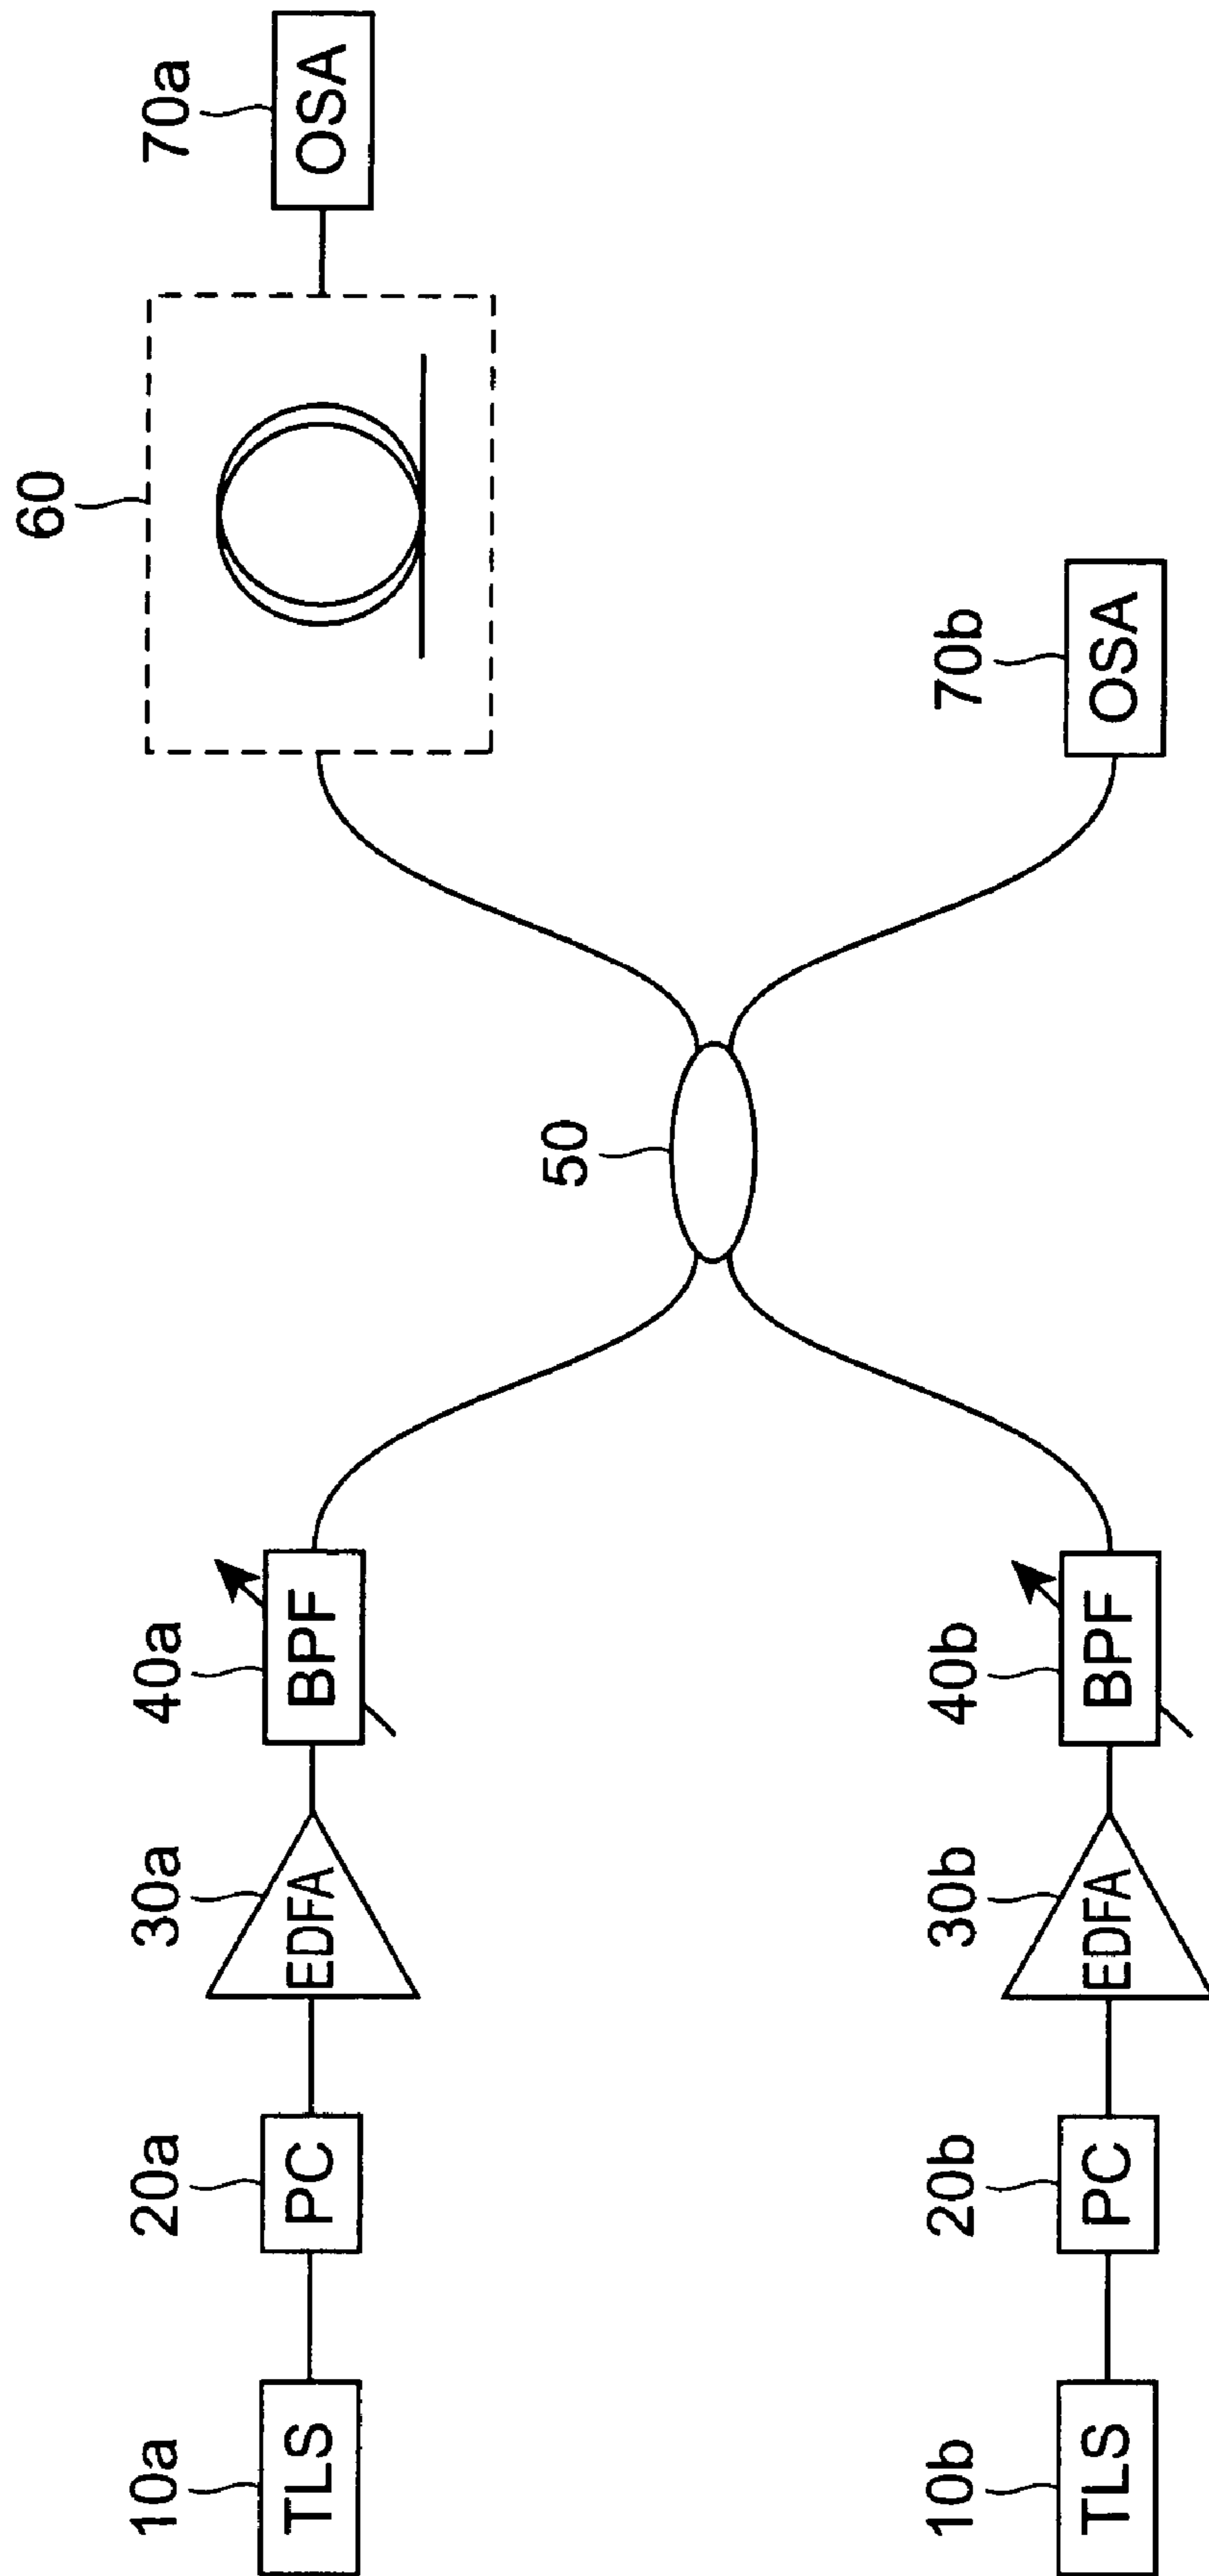 10a
TLS
20a
PC
30a
EDFA
40a
BPF
50
60
70a
OSA
10b
TLS
20b
PC
30b
EDFA
40b
BPF
70b
OSA